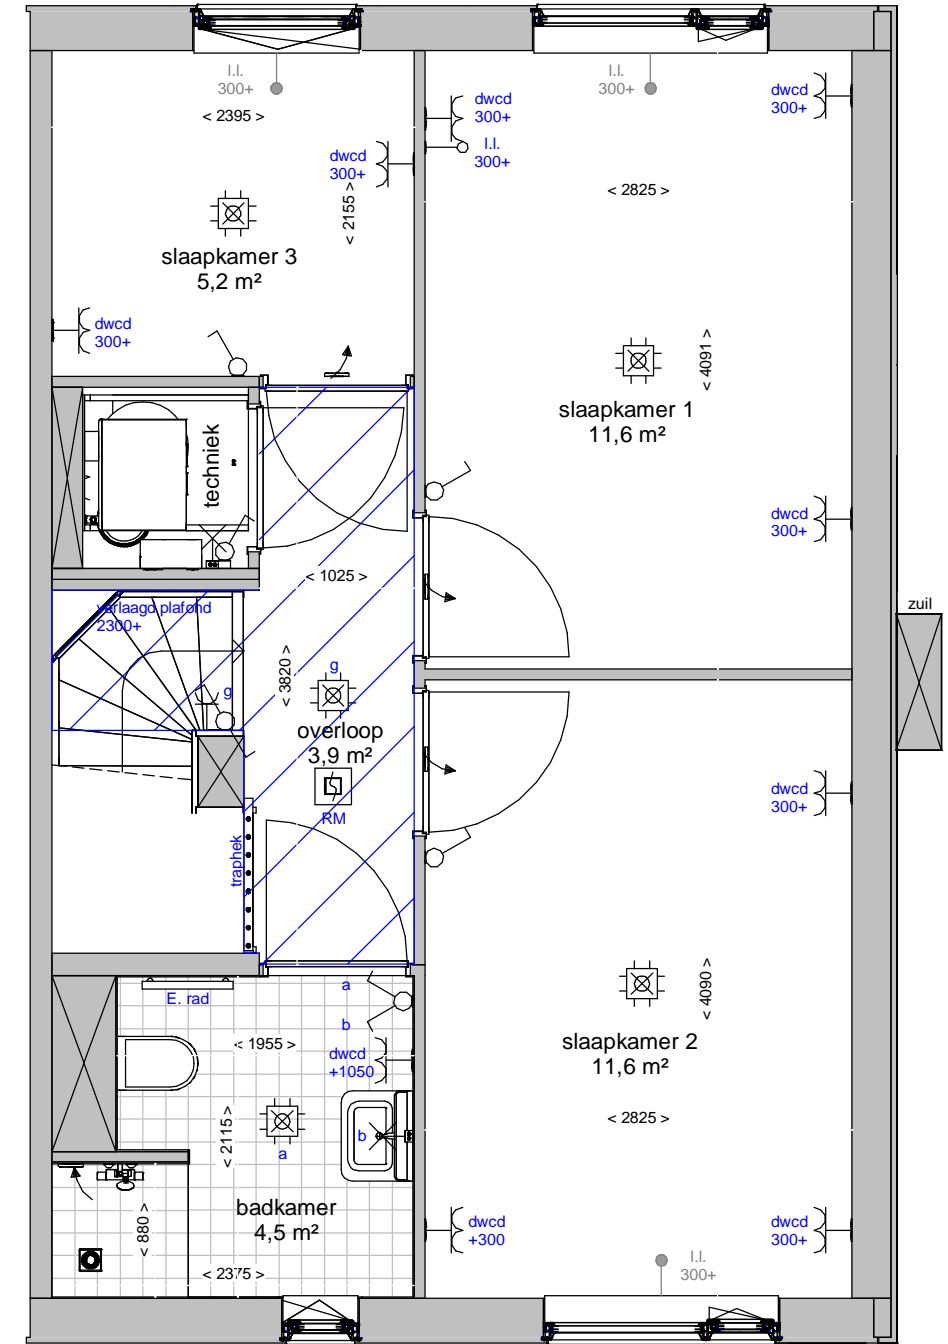 l.l.
300+
< 2395 >
dwcd
300+
< 2155 >
slaapkamer 3
5,2 m²
dwcd
300+
l.l.
300+
dwcd
300+
dwcd
300+
l.l.
300+
< 2825 >
< 4091 >
slaapkamer 1
11,6 m²
dwcd
300+
techniek
< 1025 >
verlaagd plafond
2300+
g
< 3820 >
g
overloop
3,9 m²
RM
traphek
zuil
dwcd
300+
< 4090 >
slaapkamer 2
11,6 m²
< 2825 >
dwcd
+300
dwcd
300+
l.l.
300+
E. rad
a
b
< 1955 >
dwcd
+1050
< 2115 >
a
b
badkamer
4,5 m²
< 880 >
< 2375 >